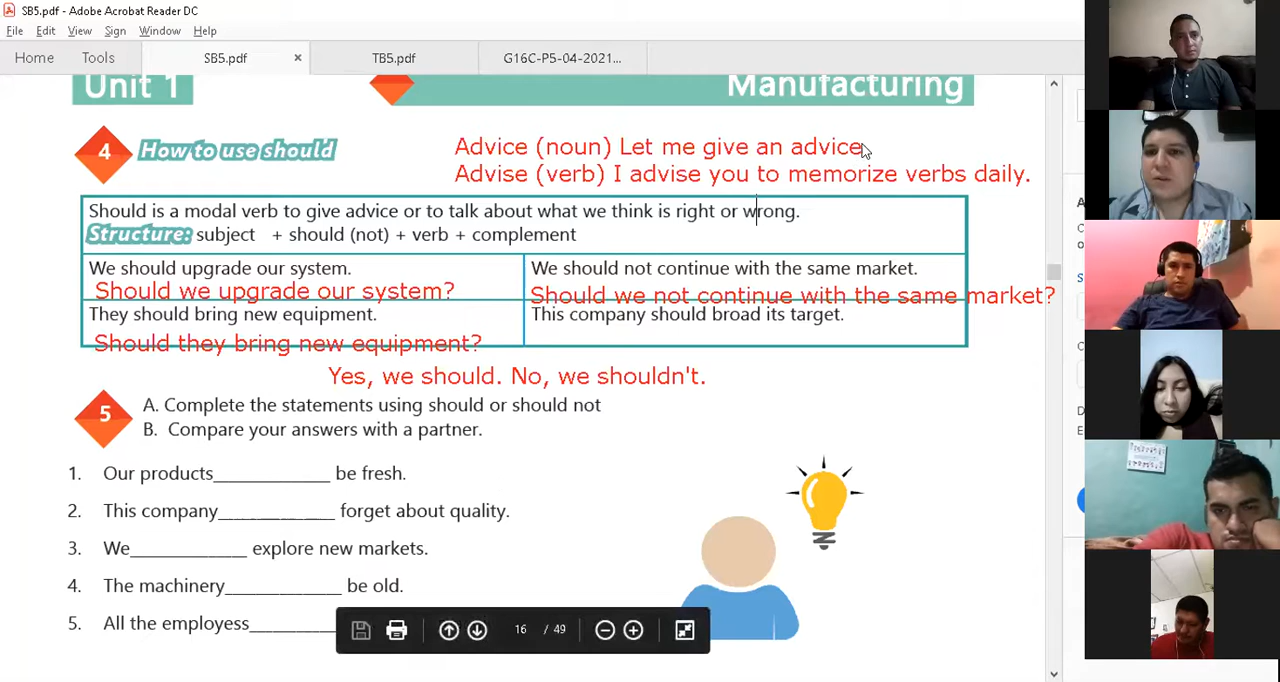 SB5.pdf - Adobe Acrobat Reader DC
File Edit View Sign Window Help
Home Tools SB5.pdf × TB5.pdf G16C-P5-04-2021...
Unit 1 Manufacturing
4 How to use should
Advice (noun) Let me give an advice.
Advise (verb) I advise you to memorize verbs daily.
Should is a modal verb to give advice or to talk about what we think is right or wrong.
Structure: subject + should (not) + verb + complement
We should upgrade our system. We should not continue with the same market.
Should we upgrade our system? Should we not continue with the same market?
They should bring new equipment. This company should broad its target.
Should they bring new equipment?
Yes, we should. No, we shouldn't.
5 A. Complete the statements using should or should not
B. Compare your answers with a partner.
1. Our products___________ be fresh.
2. This company___________ forget about quality.
3. We___________ explore new markets.
4. The machinery___________ be old.
5. All the employess________
16 / 49